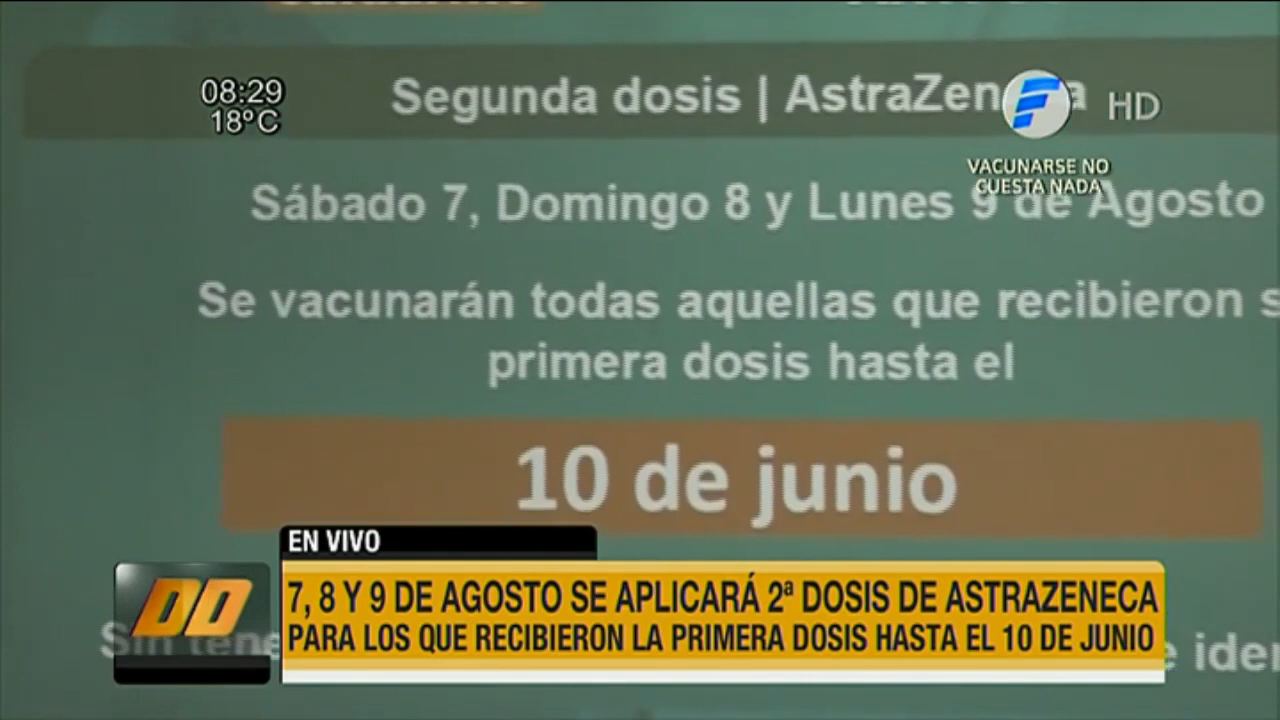 08:29
18°C
Segunda dosis | AstraZeneca
HD
VACUNARSE NO
CUESTA NADA
Sábado 7, Domingo 8 y Lunes 9 de Agosto
Se vacunarán todas aquellas que recibieron s
primera dosis hasta el
10 de junio
EN VIVO
DD
7, 8 Y 9 DE AGOSTO SE APLICARÁ 2ª DOSIS DE ASTRAZENECA
PARA LOS QUE RECIBIERON LA PRIMERA DOSIS HASTA EL 10 DE JUNIO
Sin tene
e iden